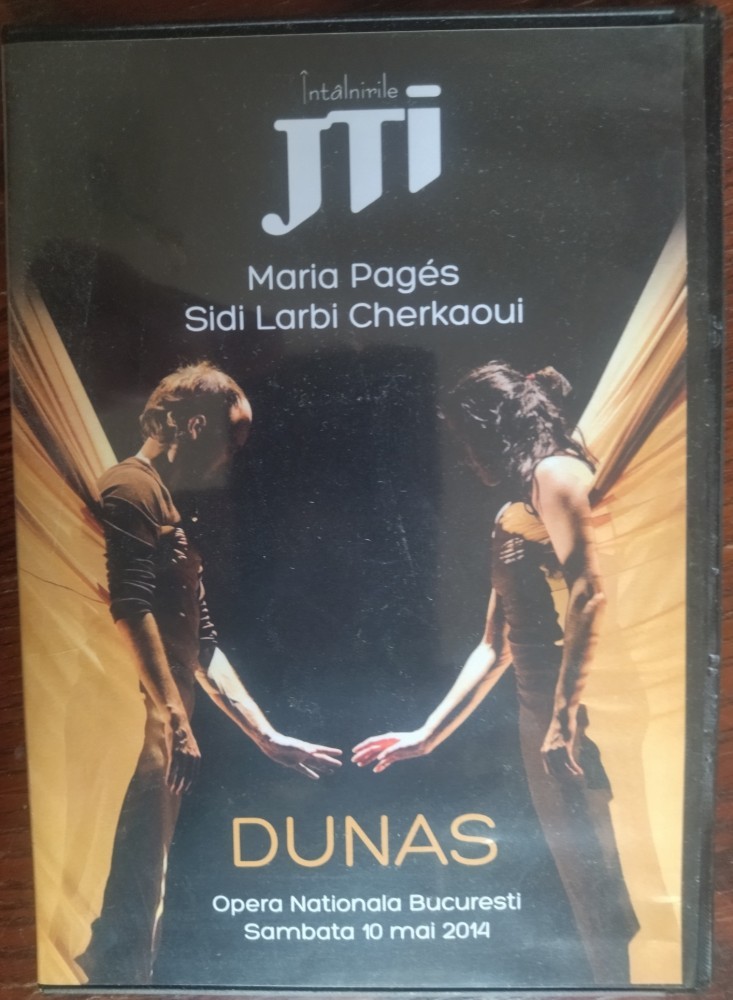 Întâlnirile
JTI
Maria Pagés
Sidi Larbi Cherkaoui
DUNAS
Opera Nationala Bucuresti
Sambata 10 mai 2014